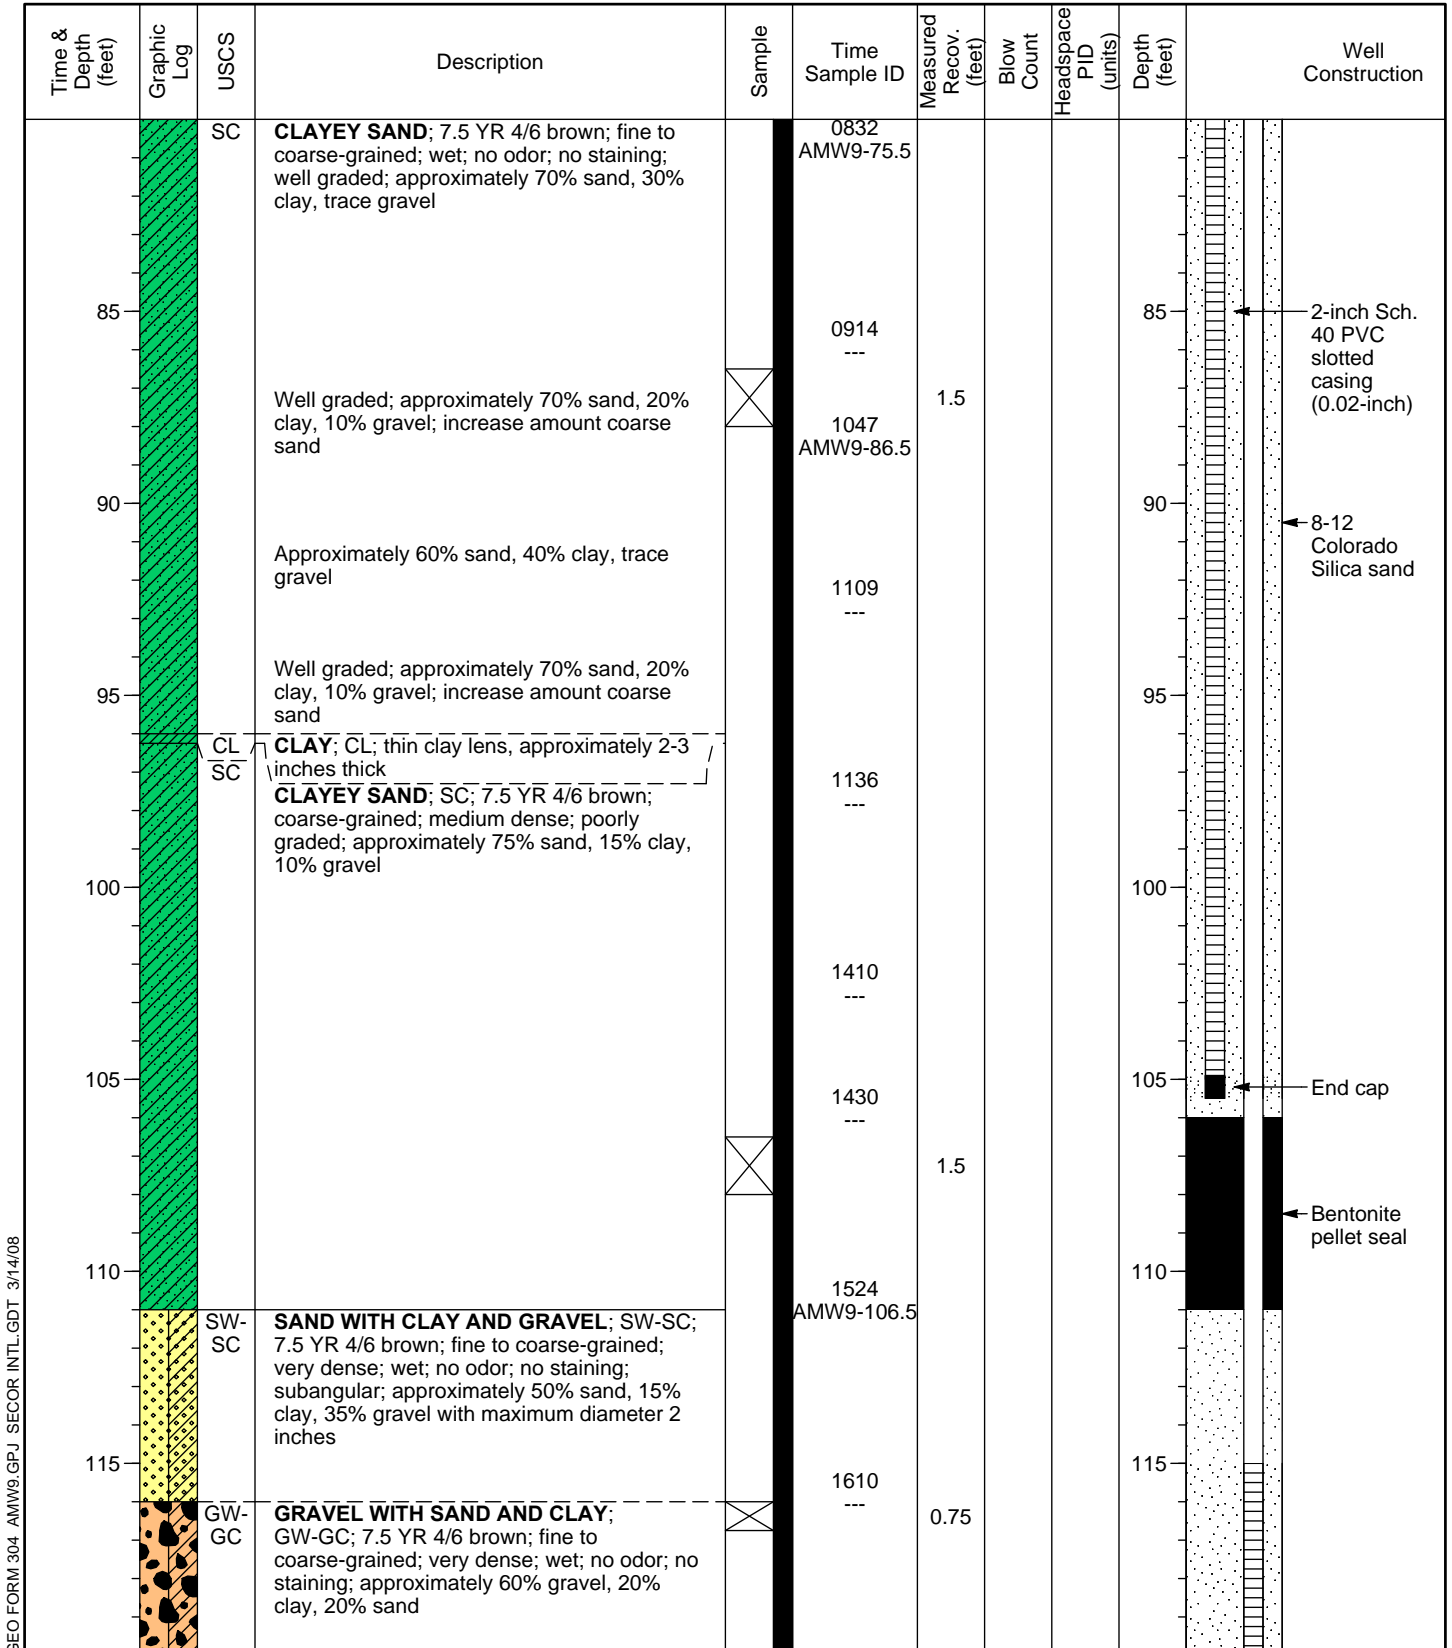 Time &
Depth
(feet)
Graphic
Log
USCS
Description
Sample
Time
Sample ID
Measured
Recov.
(feet)
Blow
Count
Headspace
PID
(units)
Depth
(feet)
Well
Construction
SC
CLAYEY SAND; 7.5 YR 4/6 brown; fine to
coarse-grained; wet; no odor; no staining;
well graded; approximately 70% sand, 30%
clay, trace gravel
0832
AMW9-75.5
85
0914
---
85
2-inch Sch.
40 PVC
slotted
casing
(0.02-inch)
Well graded; approximately 70% sand, 20%
clay, 10% gravel; increase amount coarse
sand
1.5
1047
AMW9-86.5
90
90
8-12
Colorado
Silica sand
Approximately 60% sand, 40% clay, trace
gravel
1109
---
Well graded; approximately 70% sand, 20%
clay, 10% gravel; increase amount coarse
sand
95
95
CL
SC
CLAY; CL; thin clay lens, approximately 2-3
inches thick
1136
---
CLAYEY SAND; SC; 7.5 YR 4/6 brown;
coarse-grained; medium dense; poorly
graded; approximately 75% sand, 15% clay,
10% gravel
100
100
1410
---
105
105
End cap
1430
---
1.5
Bentonite
pellet seal
110
110
1524
AMW9-106.5
SW-
SC
SAND WITH CLAY AND GRAVEL; SW-SC;
7.5 YR 4/6 brown; fine to coarse-grained;
very dense; wet; no odor; no staining;
subangular; approximately 50% sand, 15%
clay, 35% gravel with maximum diameter 2
inches
115
115
1610
---
GW-
GC
GRAVEL WITH SAND AND CLAY;
GW-GC; 7.5 YR 4/6 brown; fine to
coarse-grained; very dense; wet; no odor; no
staining; approximately 60% gravel, 20%
clay, 20% sand
0.75
GEO FORM 304 AMW9.GPJ SECOR INTL.GDT 3/14/08